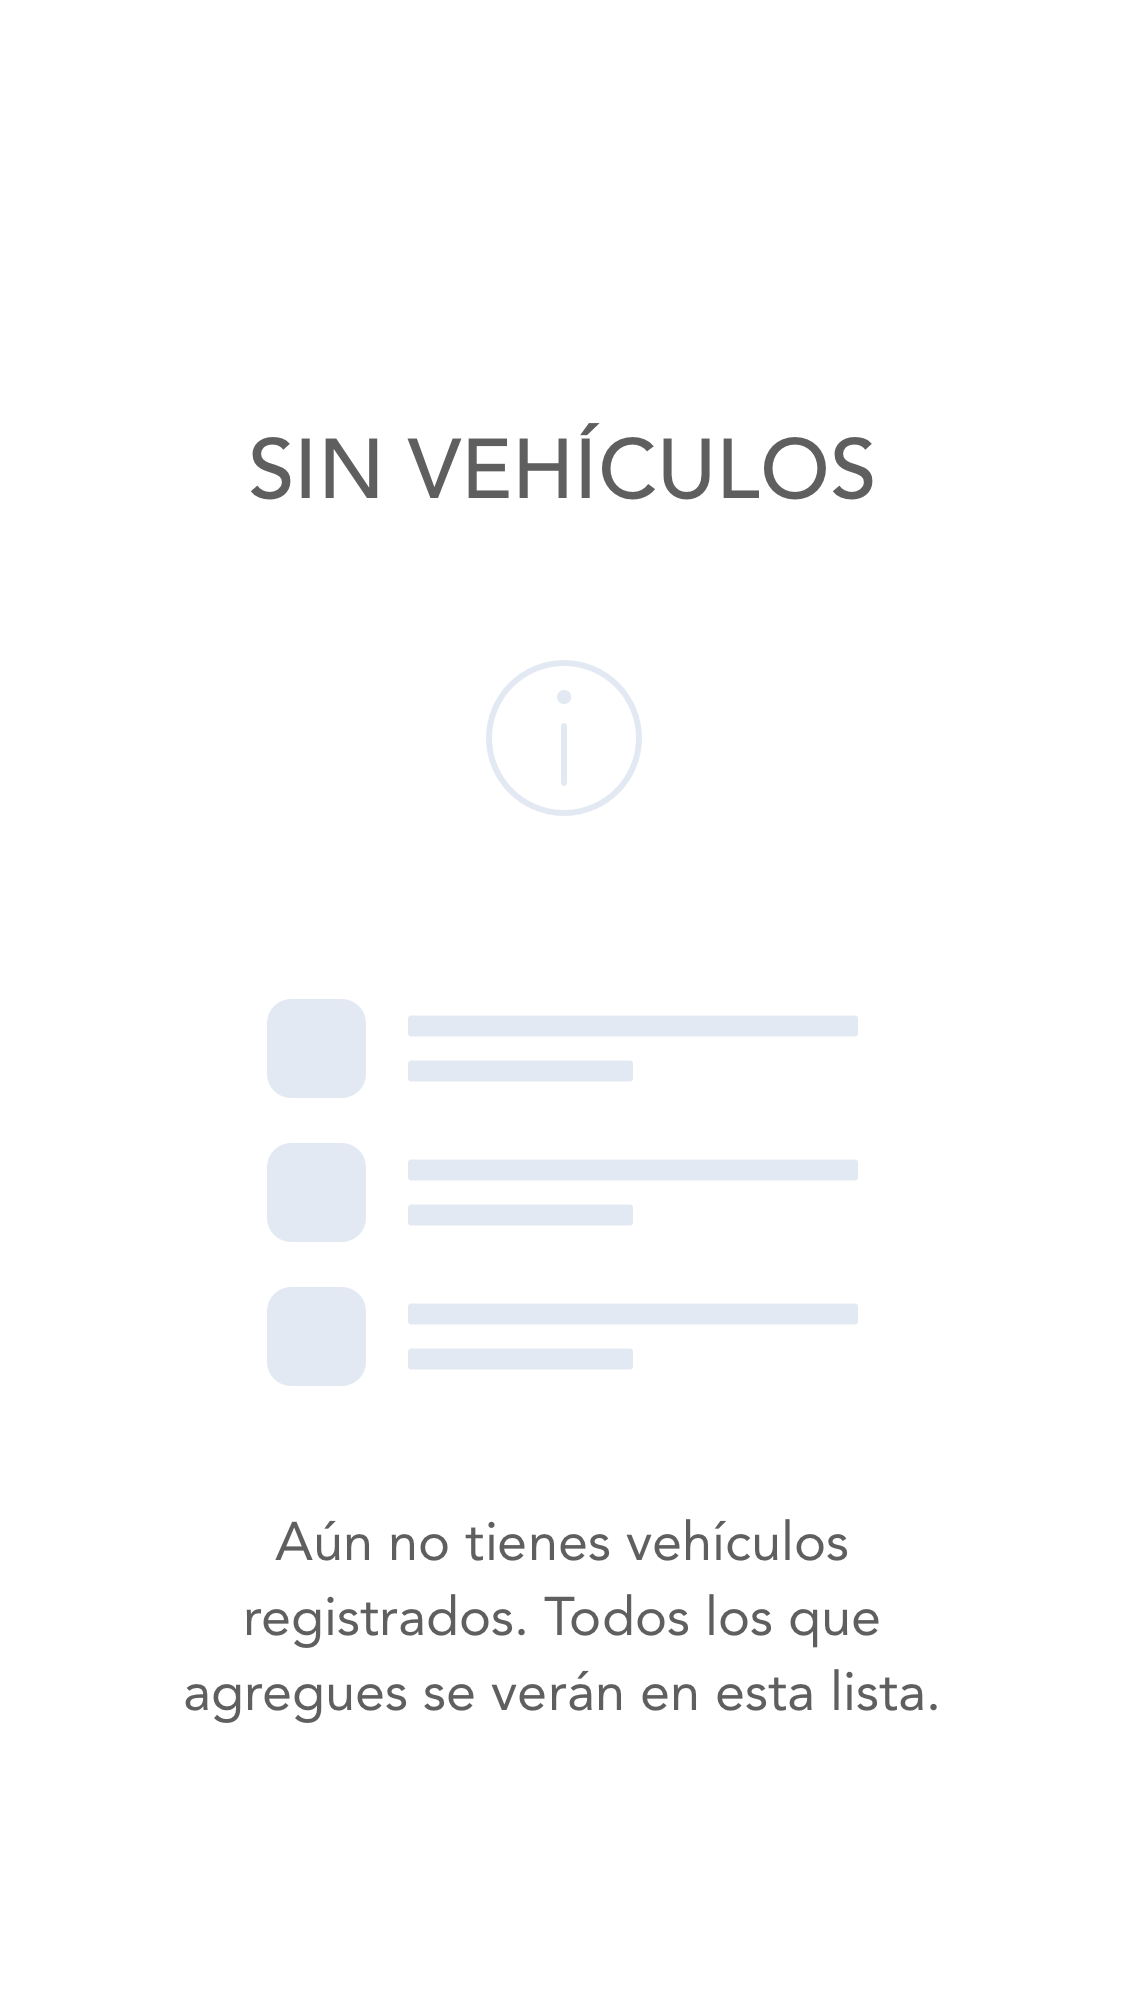 SIN VEHÍCULOS
Aún no tienes vehículos
registrados. Todos los que
agregues se verán en esta lista.